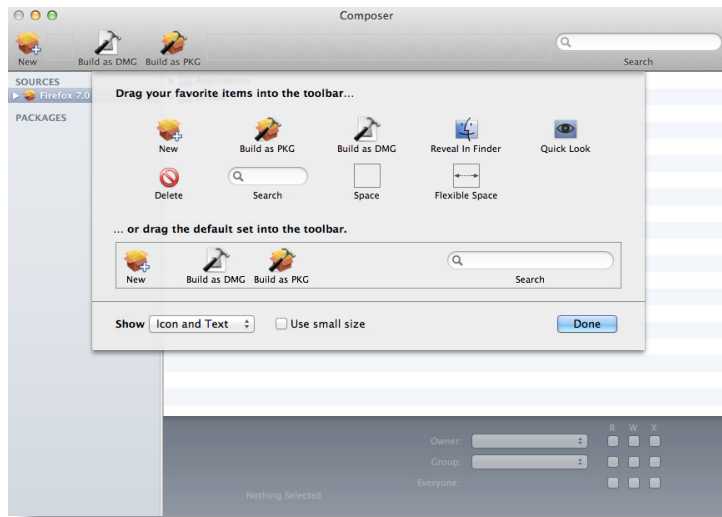 Composer
New Build as DMG Build as PKG Search
SOURCES
Firefox 7.0
PACKAGES
Applications
Drag your favorite items into the toolbar...
New Build as PKG Build as DMG Reveal In Finder Quick Look
Delete Search Space Flexible Space
... or drag the default set into the toolbar.
New Build as DMG Build as PKG Search
Show Icon and Text Use small size Done
R W X
Owner:
Group:
Everyone:
Nothing Selected